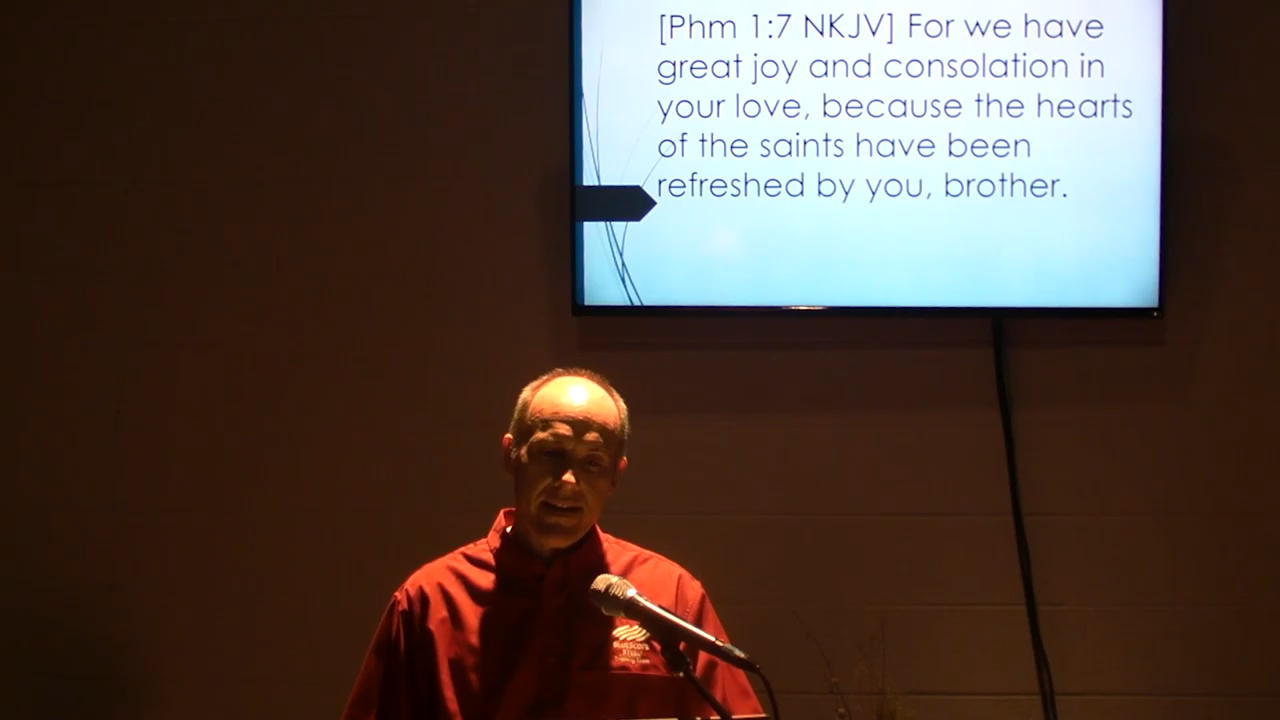 [Phm 1:7 NKJV] For we have
great joy and consolation in
your love, because the hearts
of the saints have been
refreshed by you, brother.